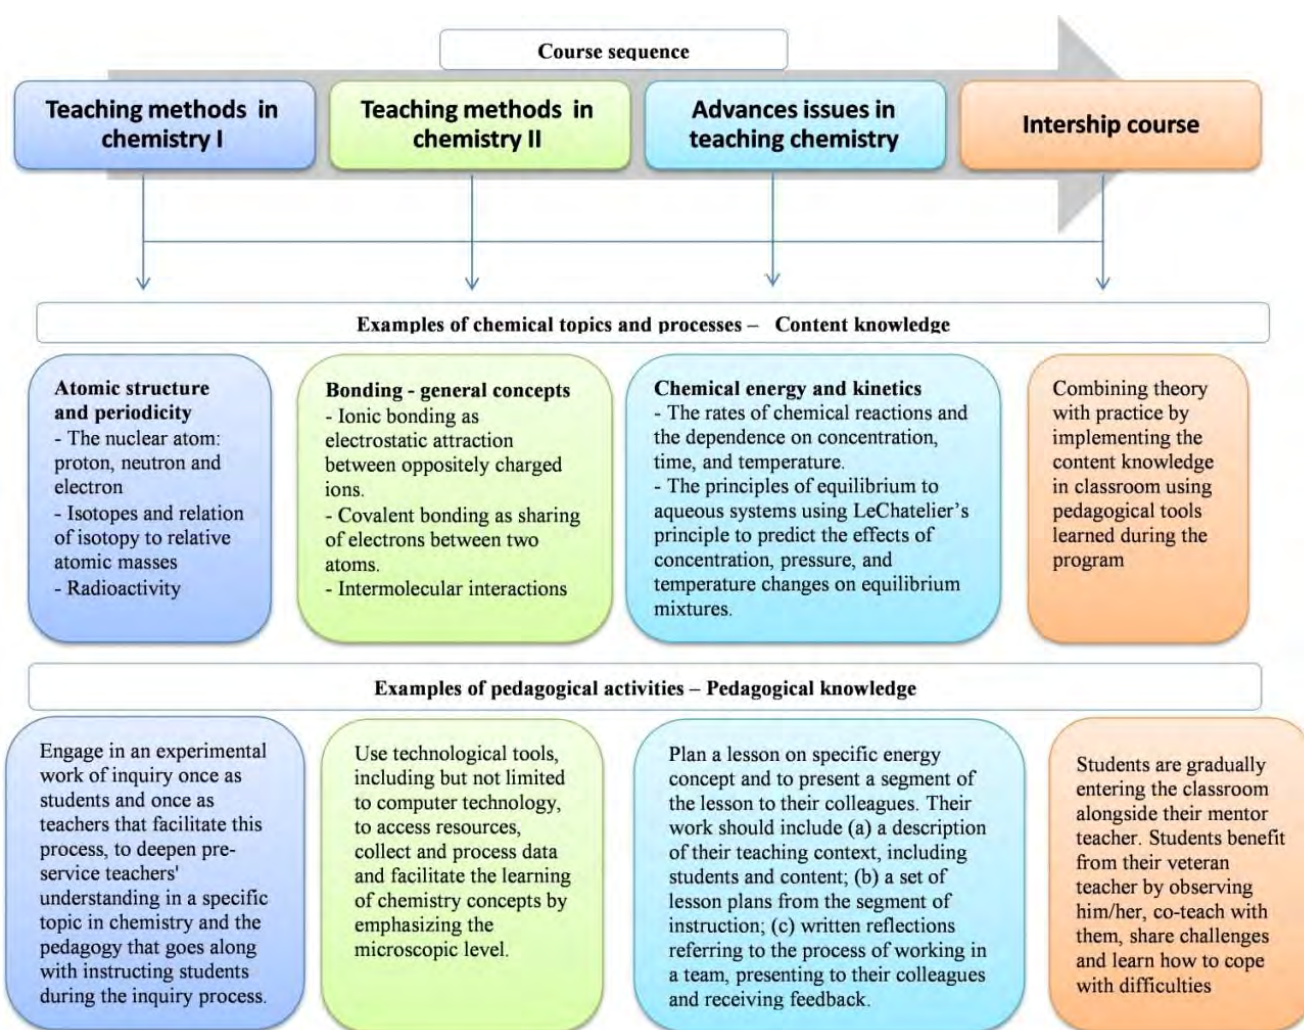 Course sequence
Teaching methods in
chemistry I
Teaching methods in
chemistry II
Advances issues in
teaching chemistry
Intership course
Examples of chemical topics and processes – Content knowledge
Atomic structure
and periodicity
- The nuclear atom:
proton, neutron and
electron
- Isotopes and relation
of isotopy to relative
atomic masses
- Radioactivity
Bonding - general concepts
- Ionic bonding as
electrostatic attraction
between oppositely charged
ions.
- Covalent bonding as sharing
of electrons between two
atoms.
- Intermolecular interactions
Chemical energy and kinetics
- The rates of chemical reactions and
the dependence on concentration,
time, and temperature.
- The principles of equilibrium to
aqueous systems using LeChatelier’s
principle to predict the effects of
concentration, pressure, and
temperature changes on equilibrium
mixtures.
Combining theory
with practice by
implementing the
content knowledge
in classroom using
pedagogical tools
learned during the
program
Examples of pedagogical activities – Pedagogical knowledge
Engage in an experimental
work of inquiry once as
students and once as
teachers that facilitate this
process, to deepen pre-
service teachers'
understanding in a specific
topic in chemistry and the
pedagogy that goes along
with instructing students
during the inquiry process.
Use technological tools,
including but not limited
to computer technology,
to access resources,
collect and process data
and facilitate the learning
of chemistry concepts by
emphasizing the
microscopic level.
Plan a lesson on specific energy
concept and to present a segment of
the lesson to their colleagues. Their
work should include (a) a description
of their teaching context, including
students and content; (b) a set of
lesson plans from the segment of
instruction; (c) written reflections
referring to the process of working in
a team, presenting to their colleagues
and receiving feedback.
Students are gradually
entering the classroom
alongside their mentor
teacher. Students benefit
from their veteran
teacher by observing
him/her, co-teach with
them, share challenges
and learn how to cope
with difficulties